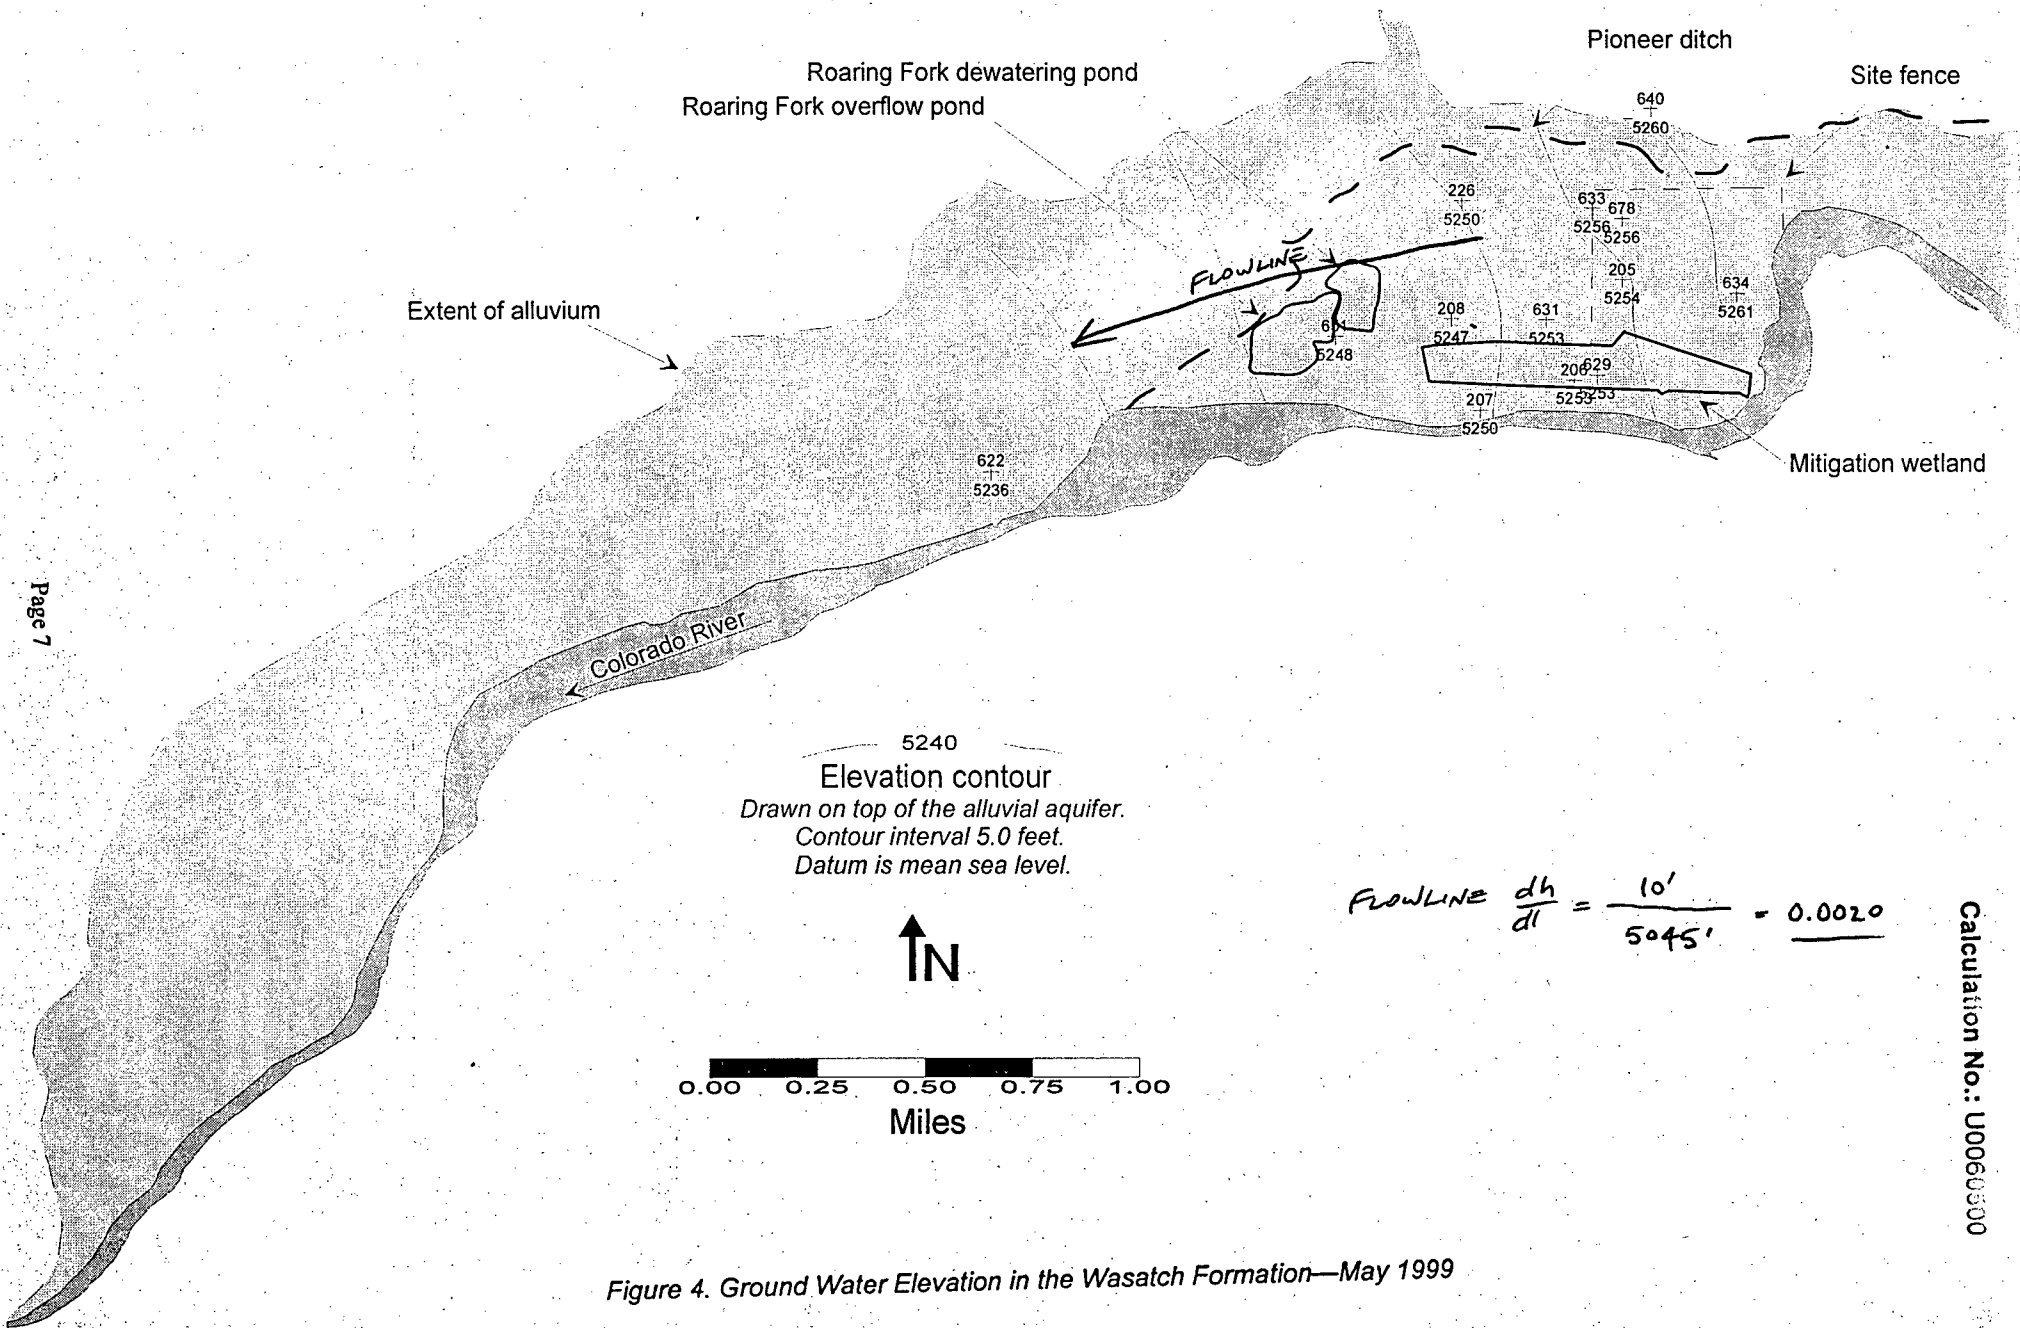 Pioneer ditch
Roaring Fork dewatering pond
Site fence
Roaring Fork overflow pond
640
5260
226
5250
633
5256
678
5256
FLOWLINE
205
5254
634
5261
Extent of alluvium
208
5247
631
5253
5248
206
629
5253
5253
207
5250
Mitigation wetland
622
5236
Page 7
Colorado River
5240
Elevation contour
Drawn on top of the alluvial aquifer.
Contour interval 5.0 feet.
Datum is mean sea level.
FLOWLINE dh/dl = 10'/5045' = 0.0020
N
0.00 0.25 0.50 0.75 1.00
Miles
Calculation No.: U0060300
Figure 4. Ground Water Elevation in the Wasatch Formation—May 1999